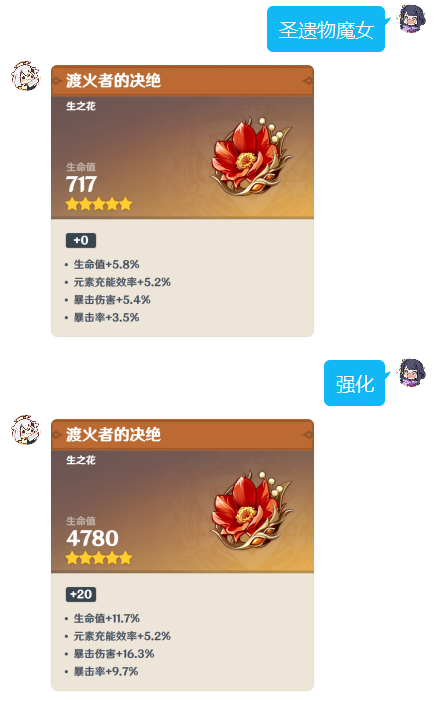 圣遗物魔女
渡火者的决绝
生之花
生命值
717
+0
• 生命值+5.8%
• 元素充能效率+5.2%
• 暴击伤害+5.4%
• 暴击率+3.5%
强化
渡火者的决绝
生之花
生命值
4780
+20
• 生命值+11.7%
• 元素充能效率+5.2%
• 暴击伤害+16.3%
• 暴击率+9.7%